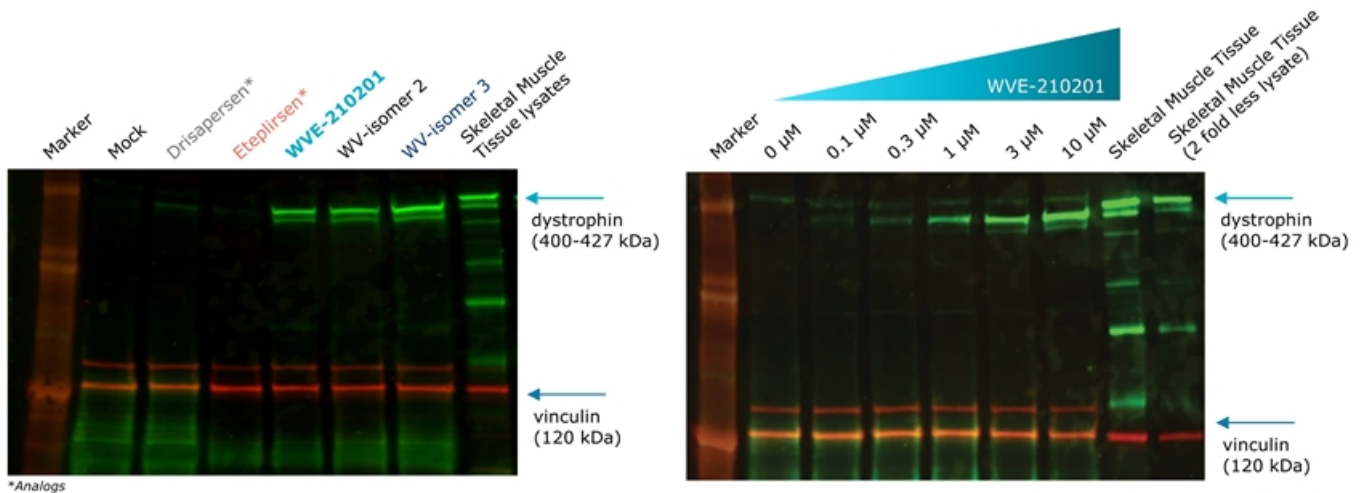 Marker
Mock
Drisapersen*
Eteplirsen*
WVE-210201
WV-isomer 2
WV-isomer 3
Skeletal Muscle
Tissue lysates
dystrophin
(400-427 kDa)
vinculin
(120 kDa)
*Analogs
WVE-210201
Marker
0 µM
0.1 µM
0.3 µM
1 µM
3 µM
10 µM
Skeletal Muscle Tissue
Skeletal Muscle Tissue
(2 fold less lysate)
dystrophin
(400-427 kDa)
vinculin
(120 kDa)